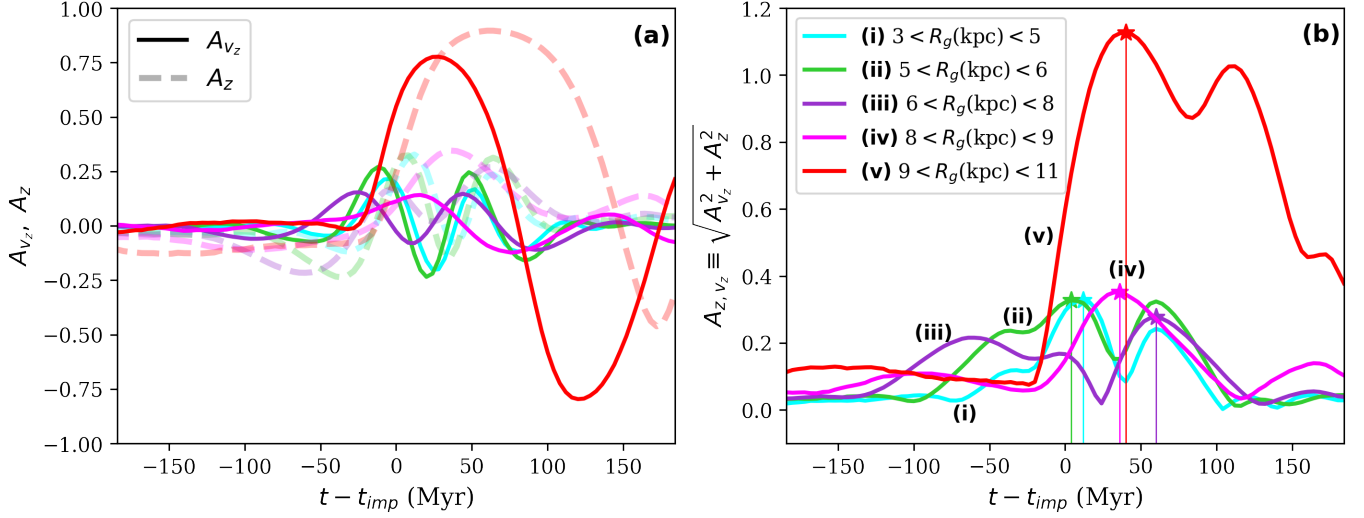 (a)
A_{v_z}
A_z
1.00
0.75
0.50
0.25
0.00
−0.25
−0.50
−0.75
−1.00
A_{v_z}, A_z
−150 −100 −50 0 50 100 150
t − t_{imp} (Myr)
(b)
(i) 3 < R_g(kpc) < 5
(ii) 5 < R_g(kpc) < 6
(iii) 6 < R_g(kpc) < 8
(iv) 8 < R_g(kpc) < 9
(v) 9 < R_g(kpc) < 11
1.2
1.0
0.8
0.6
0.4
0.2
0.0
A_{z, v_z} ≡ √(A_{v_z}^2 + A_z^2)
(v)
(iv)
(ii)
(iii)
(i)
−150 −100 −50 0 50 100 150
t − t_{imp} (Myr)